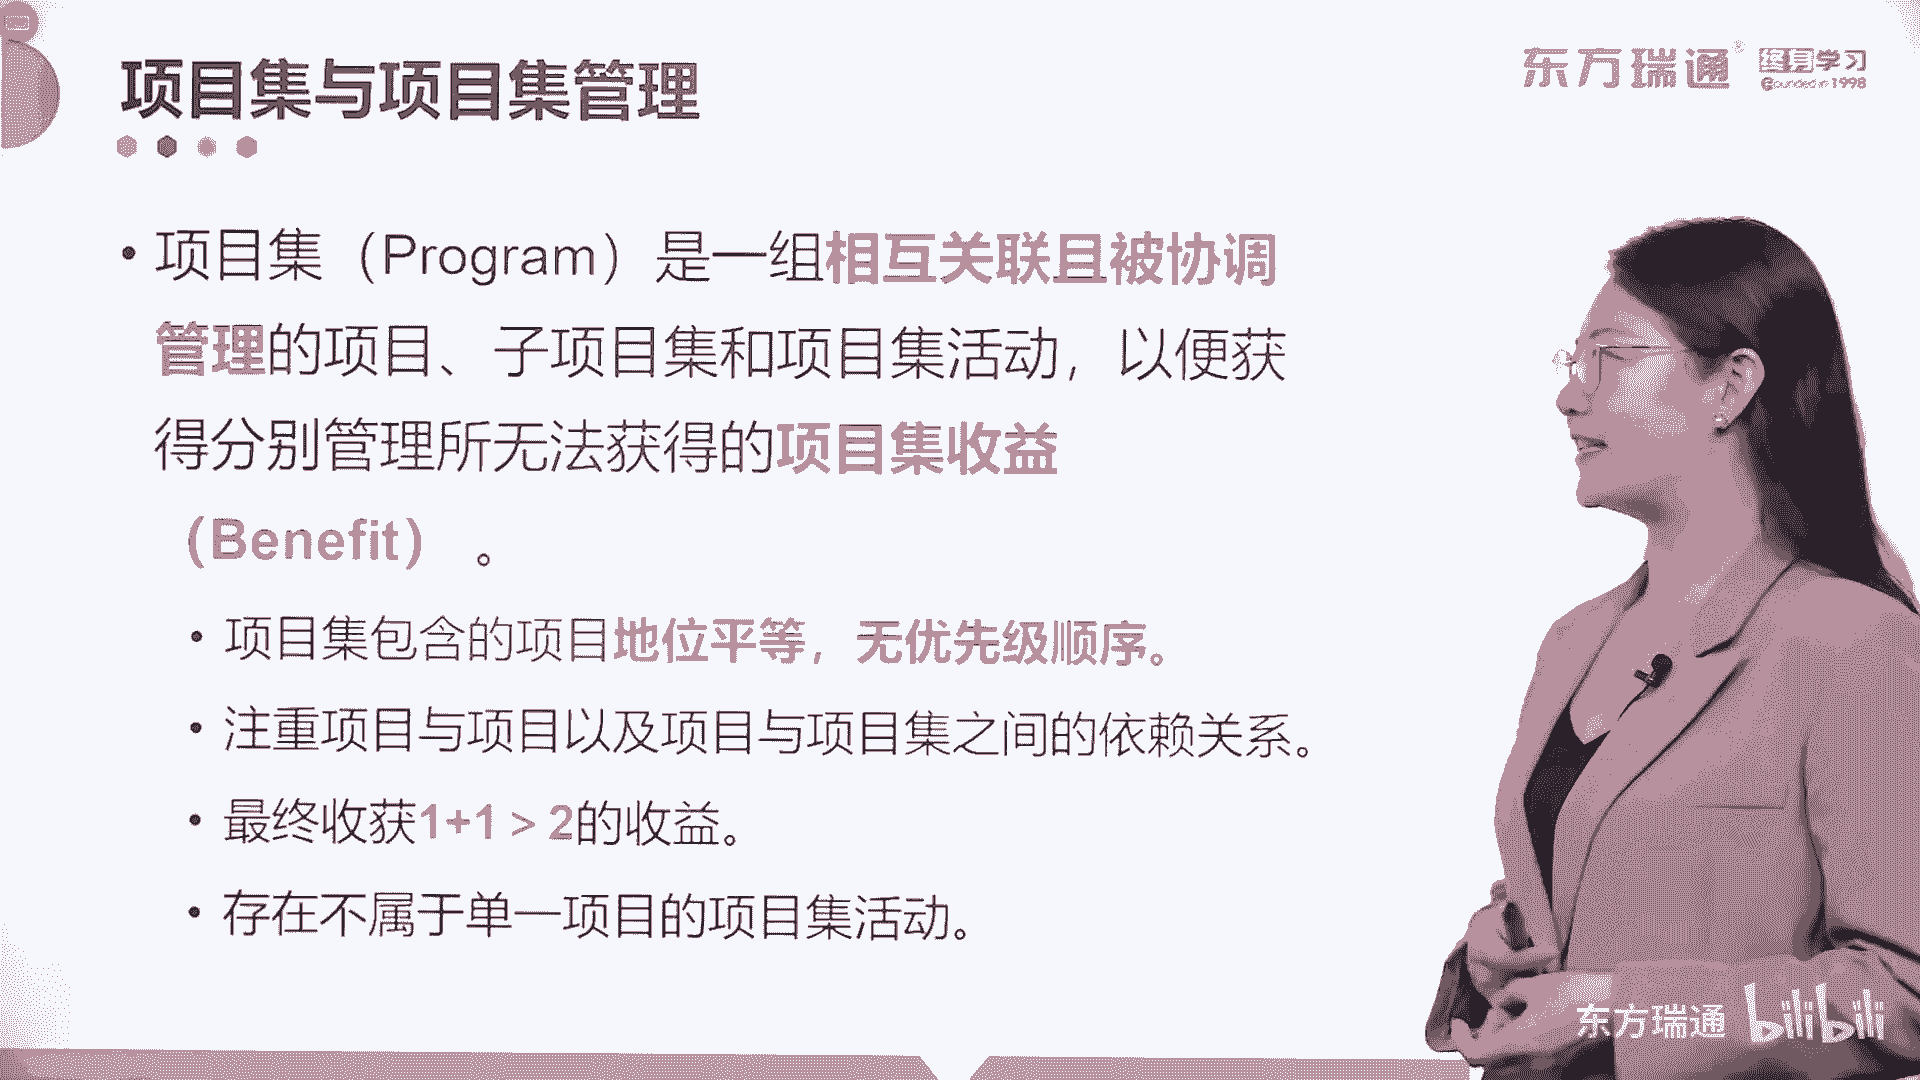 项目集与项目集管理
东方瑞通® 终身学习
Founded in 1998
• 项目集（Program）是一组相互关联且被协调
管理的项目、子项目集和项目集活动，以便获
得分别管理所无法获得的项目集收益
（Benefit）。
• 项目集包含的项目地位平等，无优先级顺序。
• 注重项目与项目以及项目与项目集之间的依赖关系。
• 最终收获1+1＞2的收益。
• 存在不属于单一项目的项目集活动。
东方瑞通 bilibili